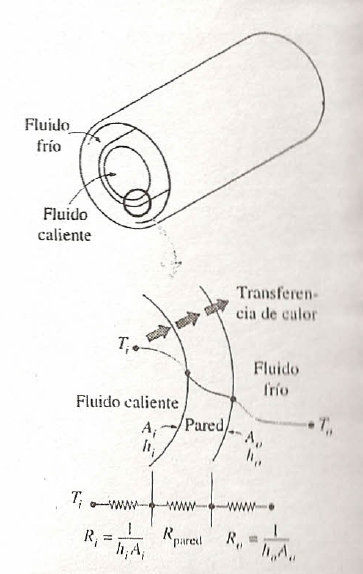 Fluido
frío
Fluido
caliente
Transferen-
cia de calor
T_i
Fluido
frío
Fluido caliente
A_i
h_i
Pared
A_o
h_o
T_o
T_i
R_i = 1/(h_i A_i)
R_pared
R_o = 1/(h_o A_o)